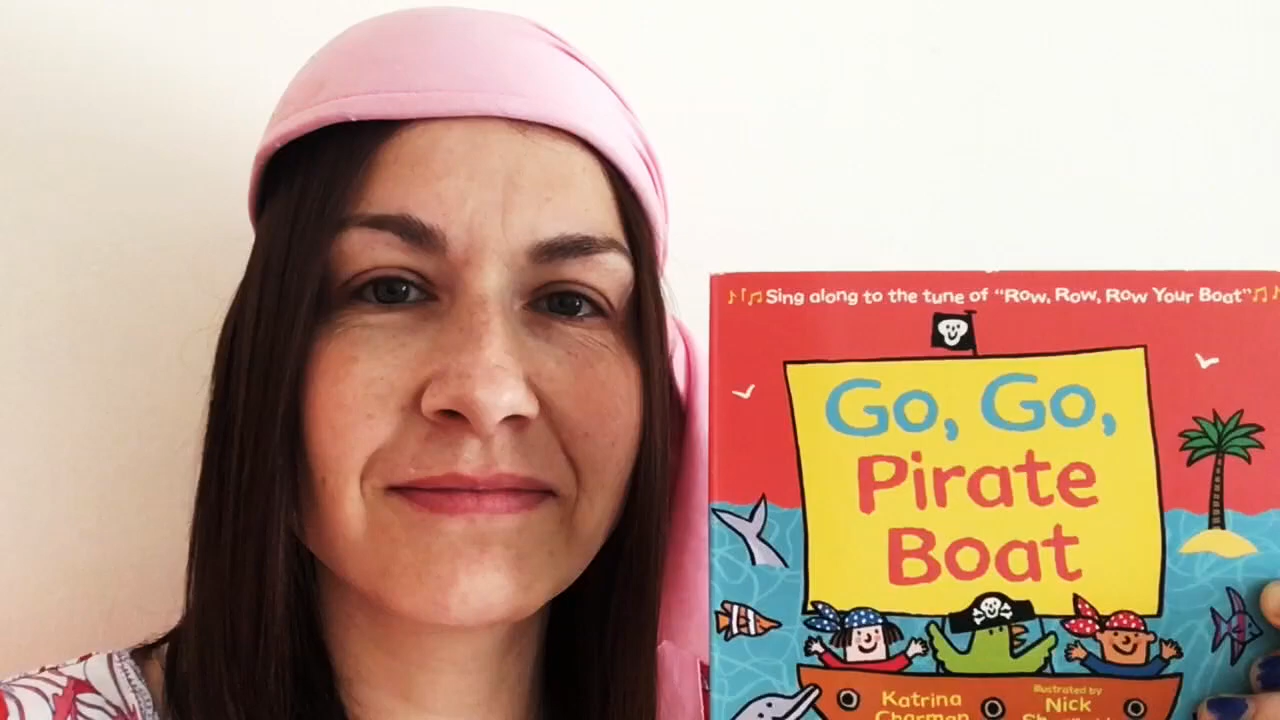 Sing along to the tune of "Row, Row, Row Your Boat"
Go, Go,
Pirate
Boat
Katrina
Charman
Illustrated by
Nick